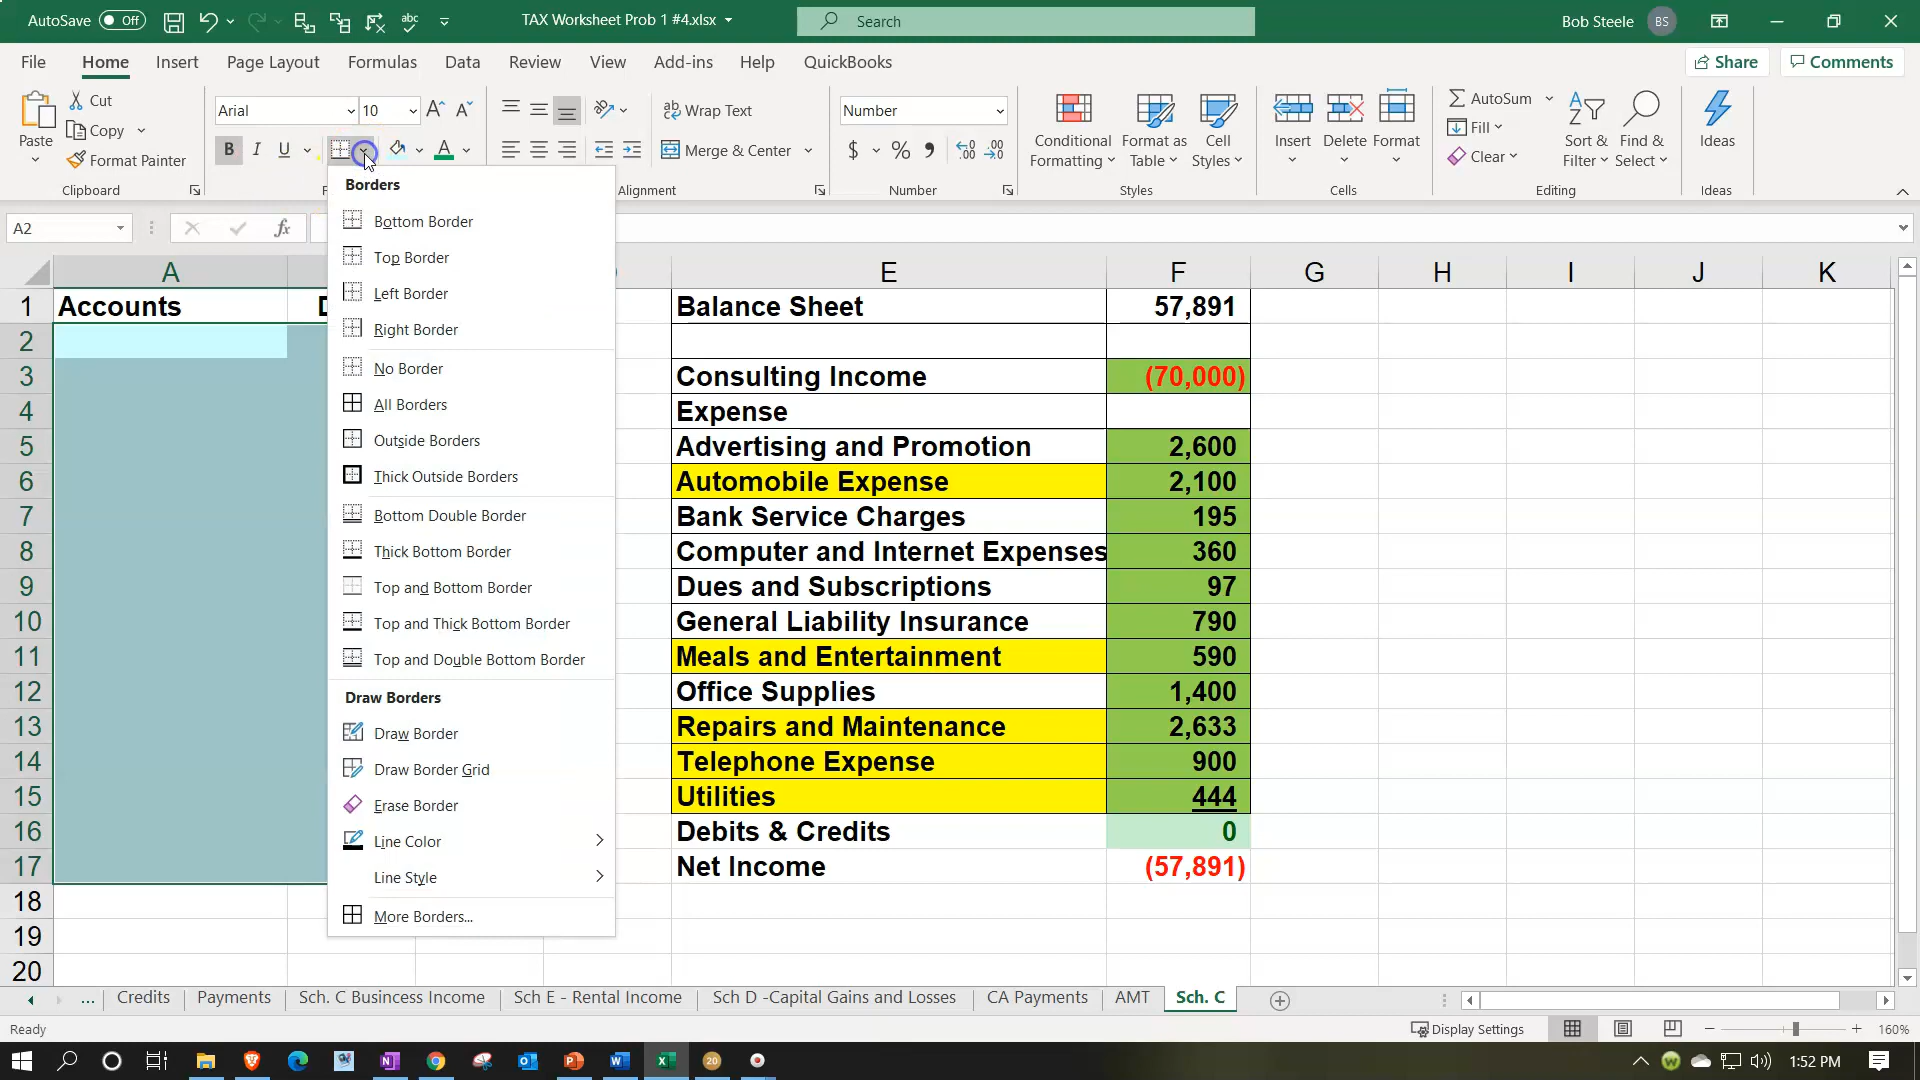 AutoSave Off
TAX Worksheet Prob 1 #4.xlsx
Search
Bob Steele BS
File Home Insert Page Layout Formulas Data Review View Add-ins Help QuickBooks
Share Comments
Paste
Cut
Copy
Format Painter
Clipboard
Arial 10
B I U
Wrap Text
Merge & Center
Alignment
Number
$ % ,
Number
Conditional Formatting
Format as Table
Cell Styles
Styles
Insert Delete Format
Cells
AutoSum
Fill
Clear
Sort & Filter
Find & Select
Editing
Ideas
Ideas
A2
fx
Borders
Bottom Border
Top Border
Left Border
Right Border
No Border
All Borders
Outside Borders
Thick Outside Borders
Bottom Double Border
Thick Bottom Border
Top and Bottom Border
Top and Thick Bottom Border
Top and Double Bottom Border
Draw Borders
Draw Border
Draw Border Grid
Erase Border
Line Color
Line Style
More Borders...
A E F G H I J K
1 Accounts Balance Sheet 57,891
2
3 Consulting Income (70,000)
4 Expense
5 Advertising and Promotion 2,600
6 Automobile Expense 2,100
7 Bank Service Charges 195
8 Computer and Internet Expenses 360
9 Dues and Subscriptions 97
10 General Liability Insurance 790
11 Meals and Entertainment 590
12 Office Supplies 1,400
13 Repairs and Maintenance 2,633
14 Telephone Expense 900
15 Utilities 444
16 Debits & Credits 0
17 Net Income (57,891)
18
19
20
... Credits Payments Sch. C Busincess Income Sch E - Rental Income Sch D -Capital Gains and Losses CA Payments AMT Sch. C
Ready
Display Settings
160%
20
1:52 PM